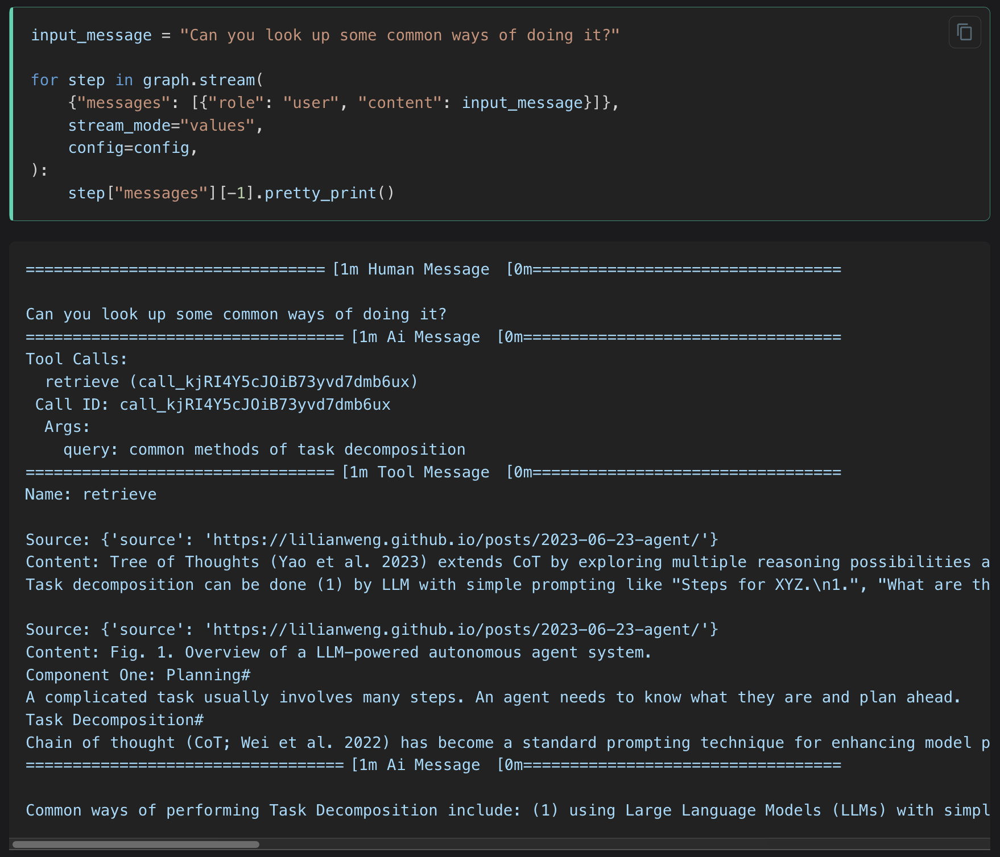 input_message = "Can you look up some common ways of doing it?"

for step in graph.stream(
    {"messages": [{"role": "user", "content": input_message}]},
    stream_mode="values",
    config=config,
):
    step["messages"][-1].pretty_print()

================================ [1m Human Message  [0m=================================

Can you look up some common ways of doing it?
================================== [1m Ai Message  [0m==================================
Tool Calls:
  retrieve (call_kjRI4Y5cJOiB73yvd7dmb6ux)
 Call ID: call_kjRI4Y5cJOiB73yvd7dmb6ux
  Args:
    query: common methods of task decomposition
================================= [1m Tool Message  [0m=================================
Name: retrieve

Source: {'source': 'https://lilianweng.github.io/posts/2023-06-23-agent/'}
Content: Tree of Thoughts (Yao et al. 2023) extends CoT by exploring multiple reasoning possibilities a
Task decomposition can be done (1) by LLM with simple prompting like "Steps for XYZ.\n1.", "What are th

Source: {'source': 'https://lilianweng.github.io/posts/2023-06-23-agent/'}
Content: Fig. 1. Overview of a LLM-powered autonomous agent system.
Component One: Planning#
A complicated task usually involves many steps. An agent needs to know what they are and plan ahead.
Task Decomposition#
Chain of thought (CoT; Wei et al. 2022) has become a standard prompting technique for enhancing model p
================================== [1m Ai Message  [0m==================================

Common ways of performing Task Decomposition include: (1) using Large Language Models (LLMs) with simpl